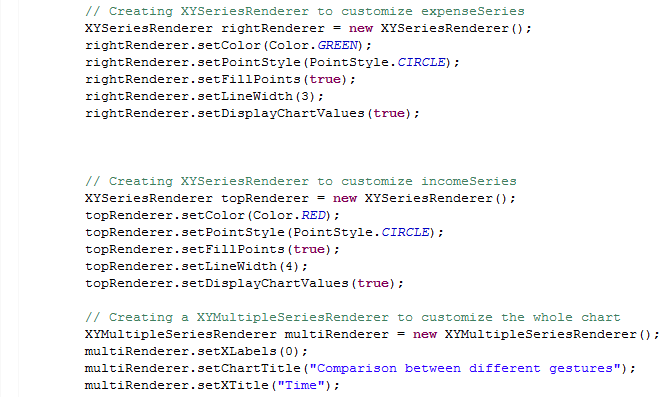 // Creating XYSeriesRenderer to customize expenseSeries
XYSeriesRenderer rightRenderer = new XYSeriesRenderer();
rightRenderer.setColor(Color.GREEN);
rightRenderer.setPointStyle(PointStyle.CIRCLE);
rightRenderer.setFillPoints(true);
rightRenderer.setLineWidth(3);
rightRenderer.setDisplayChartValues(true);
// Creating XYSeriesRenderer to customize incomeSeries
XYSeriesRenderer topRenderer = new XYSeriesRenderer();
topRenderer.setColor(Color.RED);
topRenderer.setPointStyle(PointStyle.CIRCLE);
topRenderer.setFillPoints(true);
topRenderer.setLineWidth(4);
topRenderer.setDisplayChartValues(true);
// Creating a XYMultipleSeriesRenderer to customize the whole chart
XYMultipleSeriesRenderer multiRenderer = new XYMultipleSeriesRenderer();
multiRenderer.setXLabels(0);
multiRenderer.setChartTitle("Comparison between different gestures");
multiRenderer.setXTitle("Time");